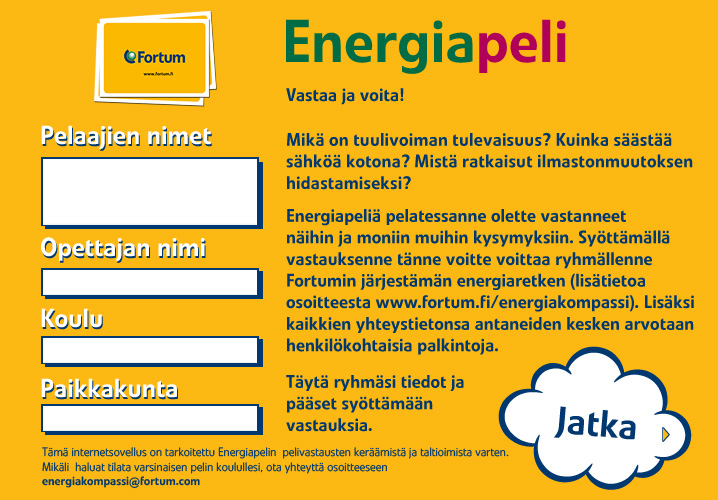 Fortum
www.fortum.fi
Energiapeli
Vastaa ja voita!
Pelaajien nimet
Opettajan nimi
Koulu
Paikkakunta
Mikä on tuulivoiman tulevaisuus? Kuinka säästää
sähköä kotona? Mistä ratkaisut ilmastonmuutoksen
hidastamiseksi?
Energiapeliä pelatessanne olette vastanneet
näihin ja moniin muihin kysymyksiin. Syöttämällä
vastauksenne tänne voitte voittaa ryhmällenne
Fortumin järjestämän energiaretken (lisätietoa
osoitteesta www.fortum.fi/energiakompassi). Lisäksi
kaikkien yhteystietonsa antaneiden kesken arvotaan
henkilökohtaisia palkintoja.
Täytä ryhmäsi tiedot ja
pääset syöttämään
vastauksia.
Jatka
Tämä internetsovellus on tarkoitettu Energiapelin pelivastausten keräämistä ja taltioimista varten.
Mikäli haluat tilata varsinaisen pelin koulullesi, ota yhteyttä osoitteeseen
energiakompassi@fortum.com